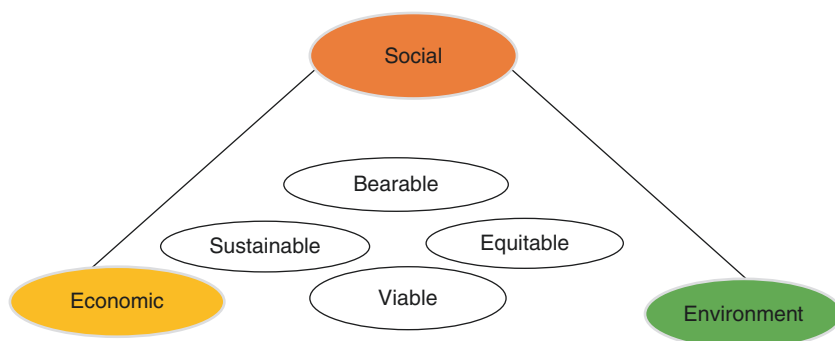 Social
Bearable
Sustainable
Equitable
Economic
Viable
Environment